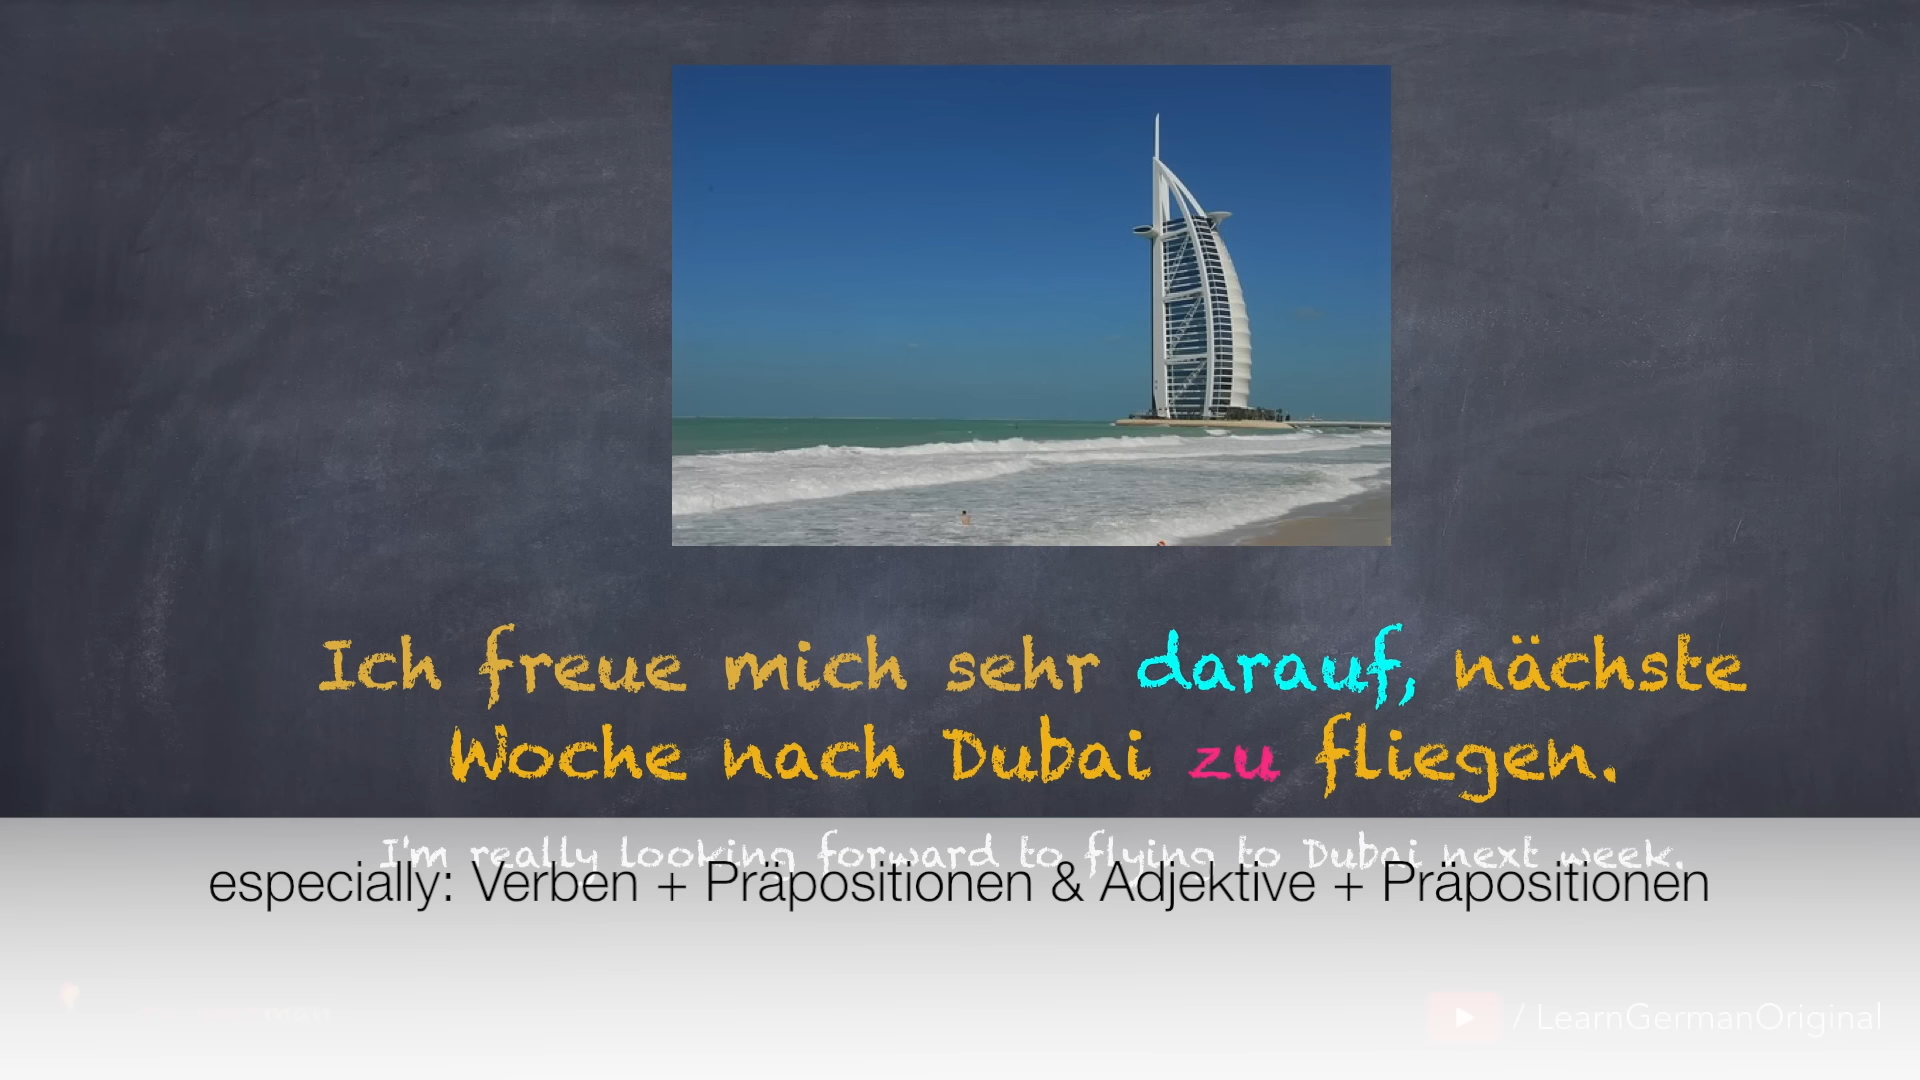 Ich freue mich sehr darauf, nächste
Woche nach Dubai zu fliegen.
I'm really looking forward to flying to Dubai next week.
especially: Verben + Präpositionen & Adjektive + Präpositionen
/ LearnGermanOriginal